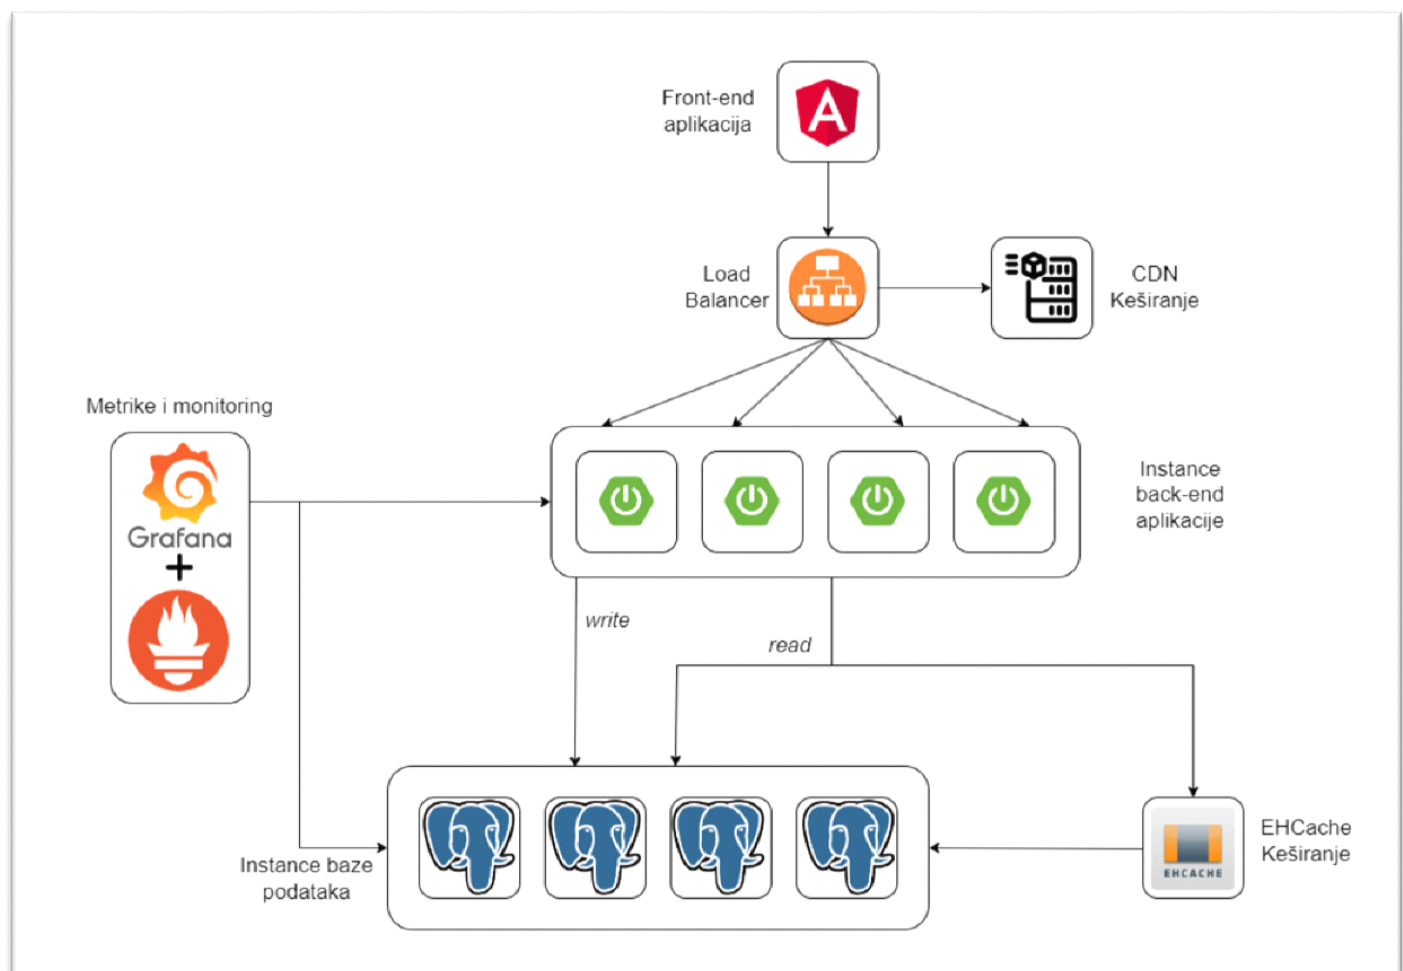 Front-end
aplikacija
Load
Balancer
CDN
Keširanje
Metrike i monitoring
Grafana
+
Instance
back-end
aplikacije
write
read
Instance baze
podataka
EHCACHE
EHCache
Keširanje